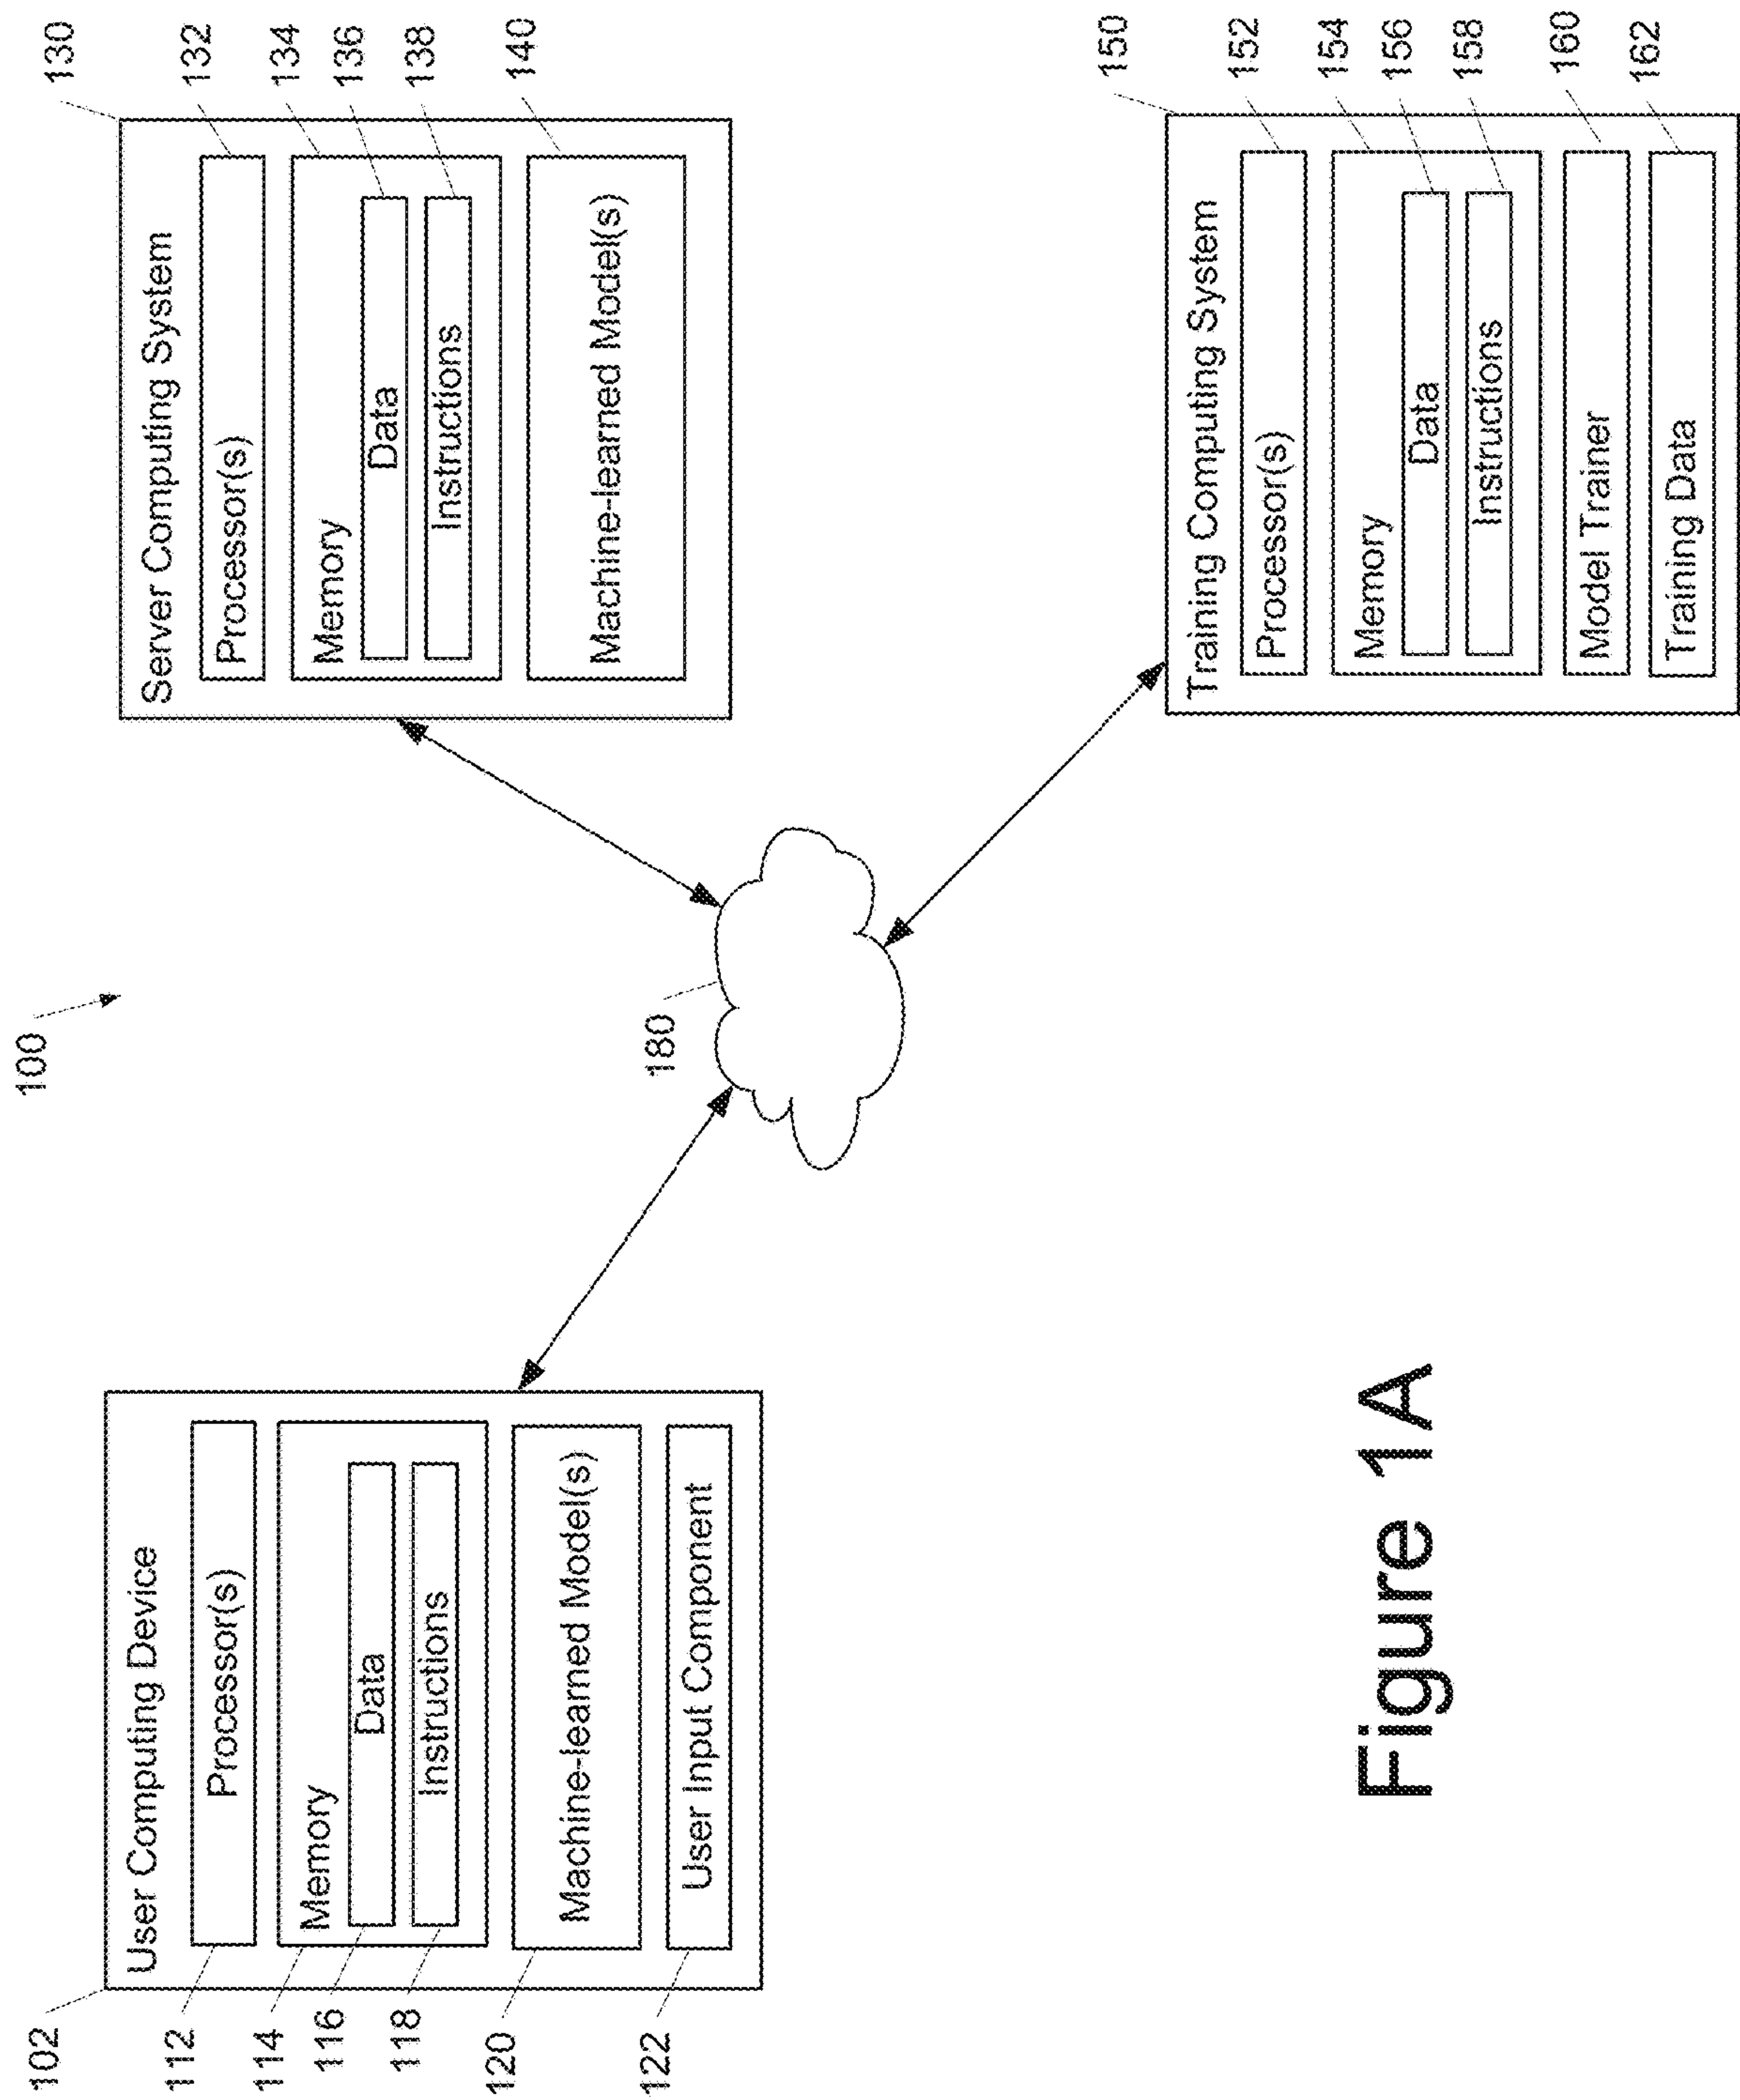 100
102
User Computing Device
112
Processor(s)
114
Memory
116
Data
118
Instructions
120
Machine-learned Model(s)
122
User Input Component
180
130
Server Computing System
132
Processor(s)
134
Memory
136
Data
138
Instructions
140
Machine-learned Model(s)
150
Training Computing System
152
Processor(s)
154
Memory
156
Data
158
Instructions
160
Model Trainer
162
Training Data
Figure 1A